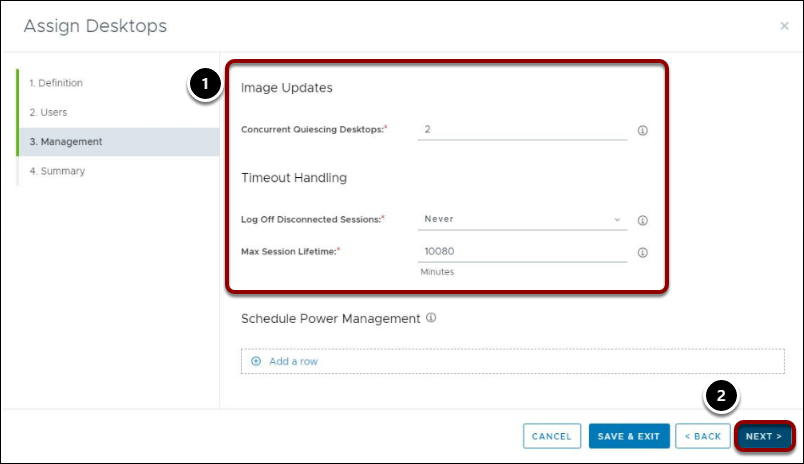 Assign Desktops
×
1. Definition
2. Users
3. Management
4. Summary
1
Image Updates
Concurrent Quiescing Desktops:* 2
Timeout Handling
Log Off Disconnected Sessions:* Never
Max Session Lifetime:* 10080
Minutes
Schedule Power Management
Add a row
2
CANCEL SAVE & EXIT < BACK NEXT >